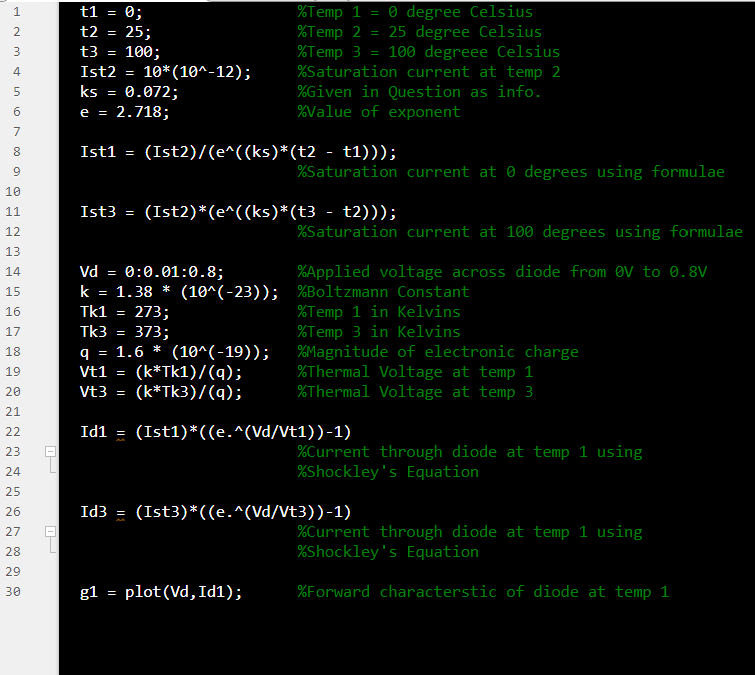 1 t1 = 0; %Temp 1 = 0 degree Celsius
2 t2 = 25; %Temp 2 = 25 degree Celsius
3 t3 = 100; %Temp 3 = 100 degreee Celsius
4 Ist2 = 10*(10^-12); %Saturation current at temp 2
5 ks = 0.072; %Given in Question as info.
6 e = 2.718; %Value of exponent
7
8 Ist1 = (Ist2)/(e^((ks)*(t2 - t1)));
9 %Saturation current at 0 degrees using formulae
10
11 Ist3 = (Ist2)*(e^((ks)*(t3 - t2)));
12 %Saturation current at 100 degrees using formulae
13
14 Vd = 0:0.01:0.8; %Applied voltage across diode from 0V to 0.8V
15 k = 1.38 * (10^(-23)); %Boltzmann Constant
16 Tk1 = 273; %Temp 1 in Kelvins
17 Tk3 = 373; %Temp 3 in Kelvins
18 q = 1.6 * (10^(-19)); %Magnitude of electronic charge
19 Vt1 = (k*Tk1)/(q); %Thermal Voltage at temp 1
20 Vt3 = (k*Tk3)/(q); %Thermal Voltage at temp 3
21
22 Id1 = (Ist1)*((e.^(Vd/Vt1))-1)
23 %Current through diode at temp 1 using
24 %Shockley's Equation
25
26 Id3 = (Ist3)*((e.^(Vd/Vt3))-1)
27 %Current through diode at temp 1 using
28 %Shockley's Equation
29
30 g1 = plot(Vd,Id1); %Forward characterstic of diode at temp 1